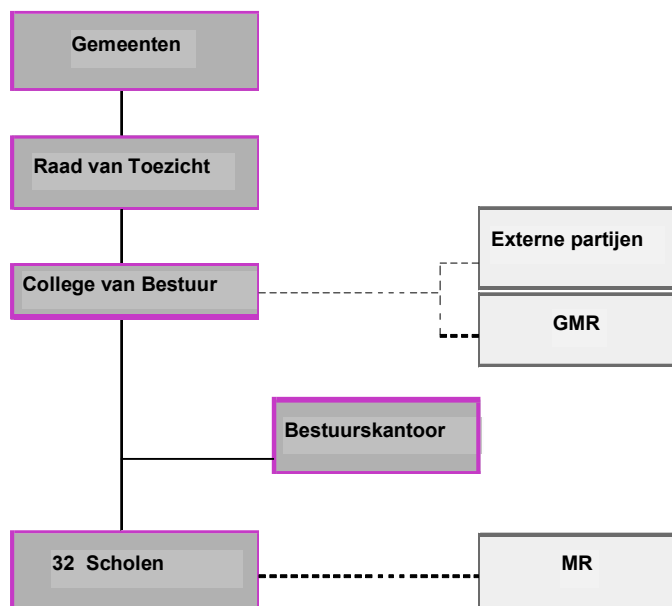 Gemeenten
Raad van Toezicht
Externe partijen
College van Bestuur
GMR
Bestuurskantoor
32 Scholen
MR